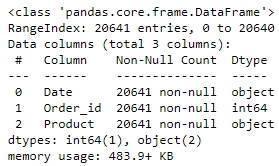 <class 'pandas.core.frame.DataFrame'>
RangeIndex: 20641 entries, 0 to 20640
Data columns (total 3 columns):
 #   Column    Non-Null Count  Dtype
---  ------    --------------  -----
 0   Date      20641 non-null  object
 1   Order_id  20641 non-null  int64
 2   Product   20641 non-null  object
dtypes: int64(1), object(2)
memory usage: 483.9+ KB